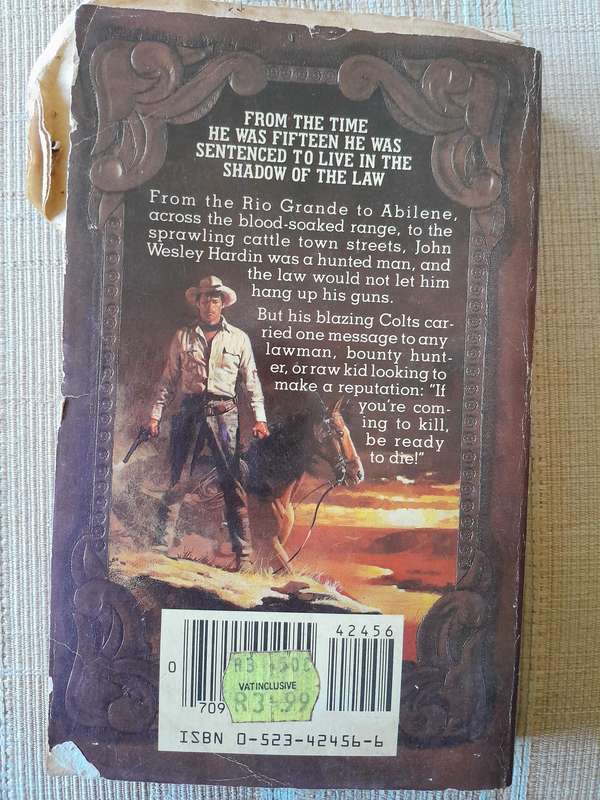 FROM THE TIME
HE WAS FIFTEEN HE WAS
SENTENCED TO LIVE IN THE
SHADOW OF THE LAW
From the Rio Grande to Abilene,
across the blood-soaked range, to the
sprawling cattle town streets, John
Wesley Hardin was a hunted man, and
the law would not let him
hang up his guns.
But his blazing Colts car-
ried one message to any
lawman, bounty hunt-
er, or raw kid looking to
make a reputation: "If
you're com-
ing to kill,
be ready
to die!"
42456
0
709
VAT INCLUSIVE
R3.99
ISBN 0-523-42456-6